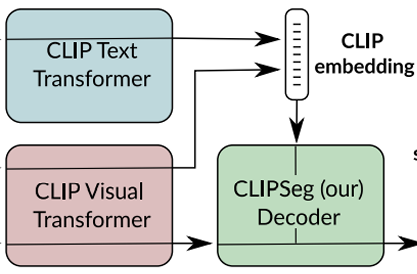 CLIP Text
Transformer
CLIP
embedding
CLIP Visual
Transformer
CLIPSeg (our)
Decoder